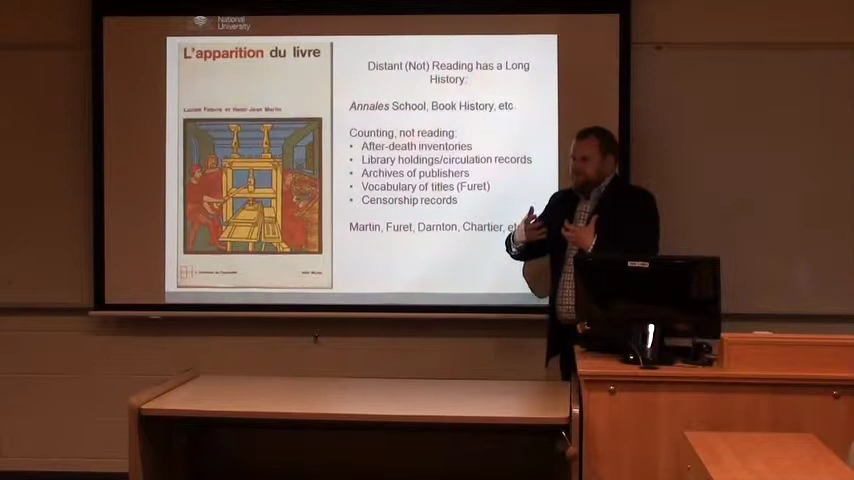 National
University
L'apparition du livre
Lucien Febvre et Henri-Jean Martin
Distant (Not) Reading has a Long
History:
Annales School, Book History, etc.
Counting, not reading:
• After-death inventories
• Library holdings/circulation records
• Archives of publishers
• Vocabulary of titles (Furet)
• Censorship records
Martin, Furet, Darnton, Chartier,